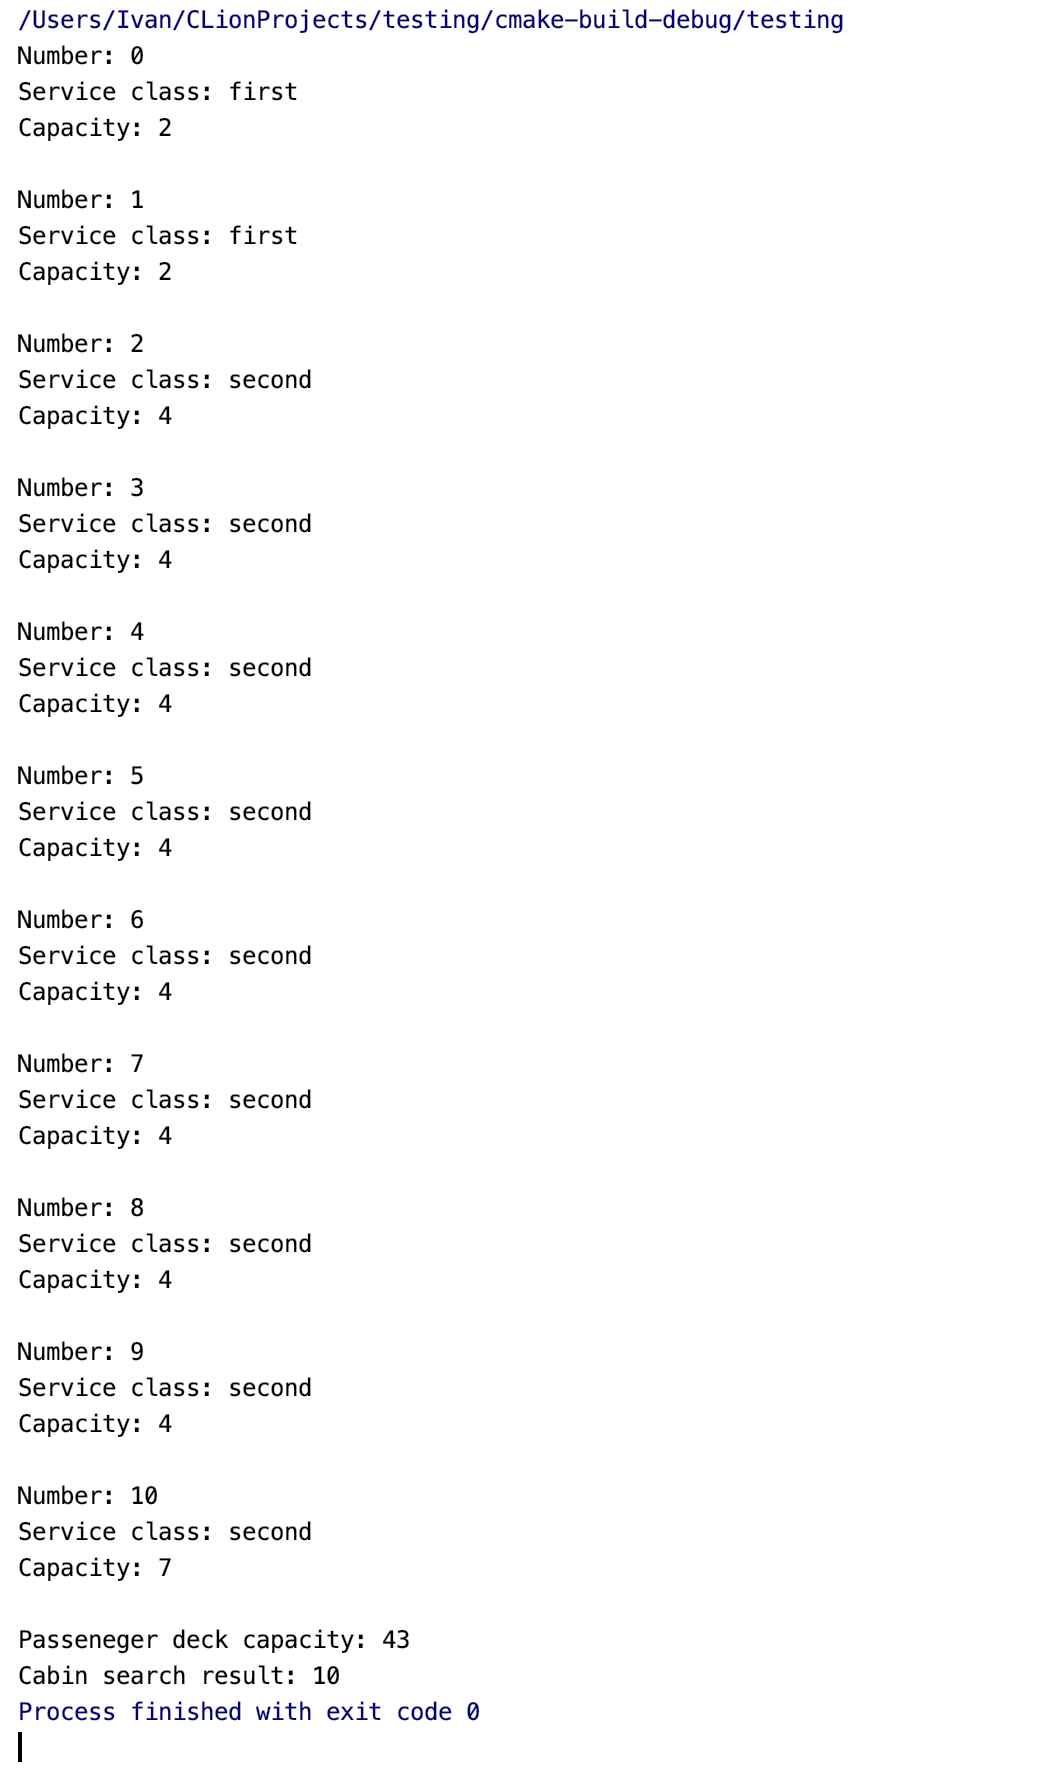 /Users/Ivan/CLionProjects/testing/cmake-build-debug/testing
Number: 0
Service class: first
Capacity: 2
Number: 1
Service class: first
Capacity: 2
Number: 2
Service class: second
Capacity: 4
Number: 3
Service class: second
Capacity: 4
Number: 4
Service class: second
Capacity: 4
Number: 5
Service class: second
Capacity: 4
Number: 6
Service class: second
Capacity: 4
Number: 7
Service class: second
Capacity: 4
Number: 8
Service class: second
Capacity: 4
Number: 9
Service class: second
Capacity: 4
Number: 10
Service class: second
Capacity: 7
Passeneger deck capacity: 43
Cabin search result: 10
Process finished with exit code 0